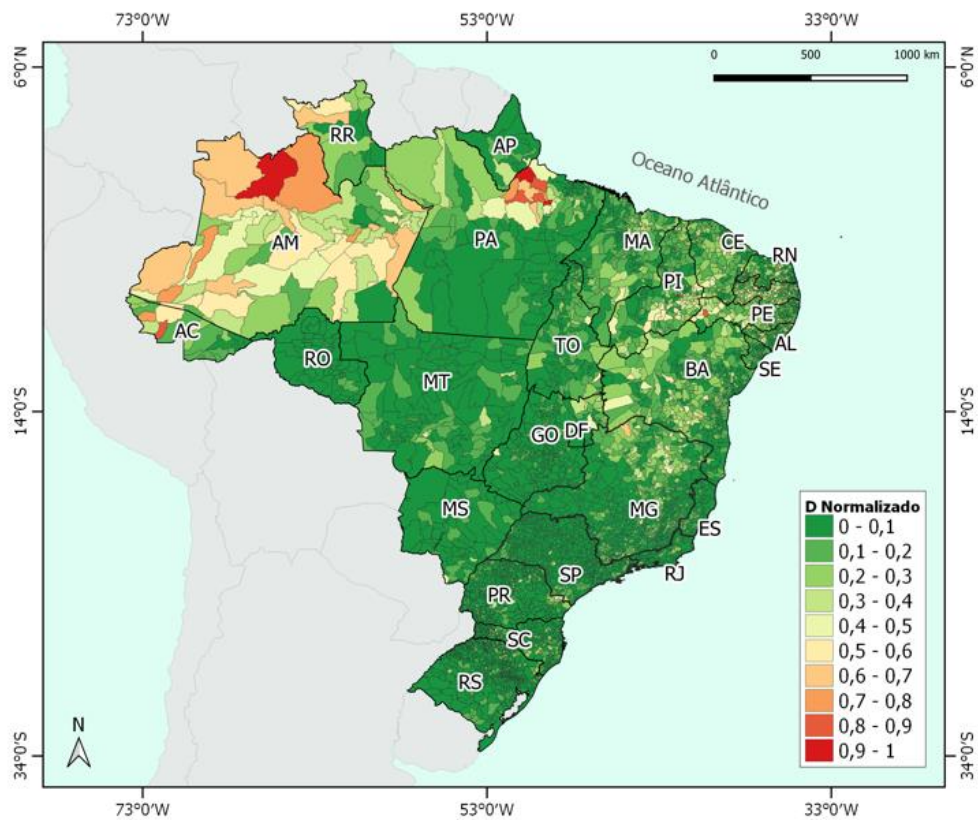 73°0'W 53°0'W 33°0'W
6°0'N 6°0'N
0 500 1000 km
RR
AP
Oceano Atlântico
AM
PA
MA
CE
RN
PI
PE
AC
AL
TO
RO
BA
SE
MT
14°0'S 14°0'S
GO
DF
MS
MG
ES
SP
RJ
PR
SC
RS
D Normalizado
0 - 0,1
0,1 - 0,2
0,2 - 0,3
0,3 - 0,4
0,4 - 0,5
0,5 - 0,6
0,6 - 0,7
0,7 - 0,8
0,8 - 0,9
0,9 - 1
N
34°0'S 34°0'S
73°0'W 53°0'W 33°0'W